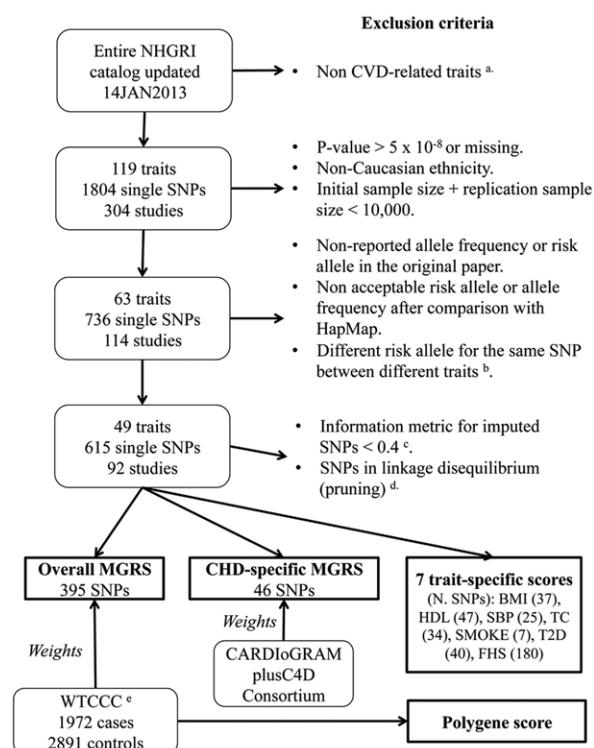 Exclusion criteria
Entire NHGRI
catalog updated
14JAN2013
• Non CVD-related traits a.
119 traits
1804 single SNPs
304 studies
• P-value > 5 x 10-8 or missing.
• Non-Caucasian ethnicity.
• Initial sample size + replication sample
size < 10,000.
63 traits
736 single SNPs
114 studies
• Non-reported allele frequency or risk
allele in the original paper.
• Non acceptable risk allele or allele
frequency after comparison with
HapMap.
• Different risk allele for the same SNP
between different traits b.
49 traits
615 single SNPs
92 studies
• Information metric for imputed
SNPs < 0.4 c.
• SNPs in linkage disequilibrium
(pruning) d.
Overall MGRS
395 SNPs
CHD-specific MGRS
46 SNPs
7 trait-specific scores
(N. SNPs): BMI (37),
HDL (47), SBP (25), TC
(34), SMOKE (7), T2D
(40), FHS (180)
Weights
Weights
CARDIoGRAM
plusC4D
Consortium
WTCCC e
1972 cases
2891 controls
Polygene score